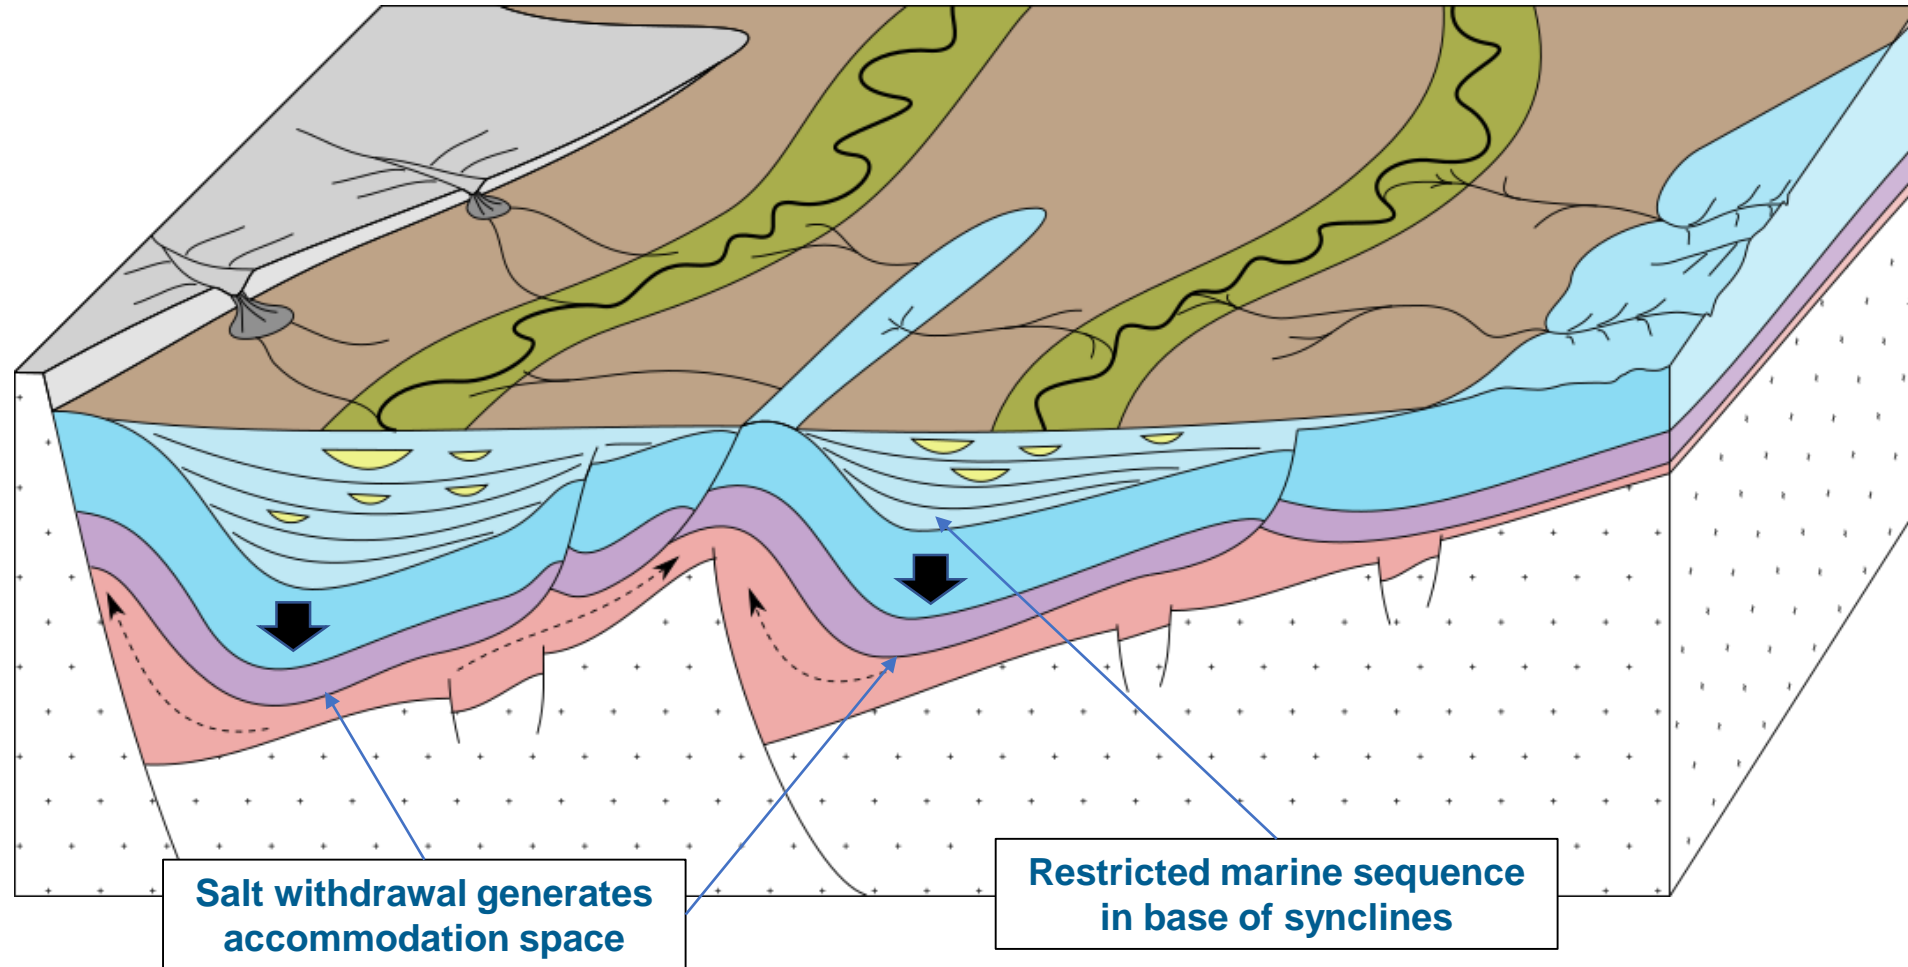 Salt withdrawal generates
accommodation space
Restricted marine sequence
in base of synclines